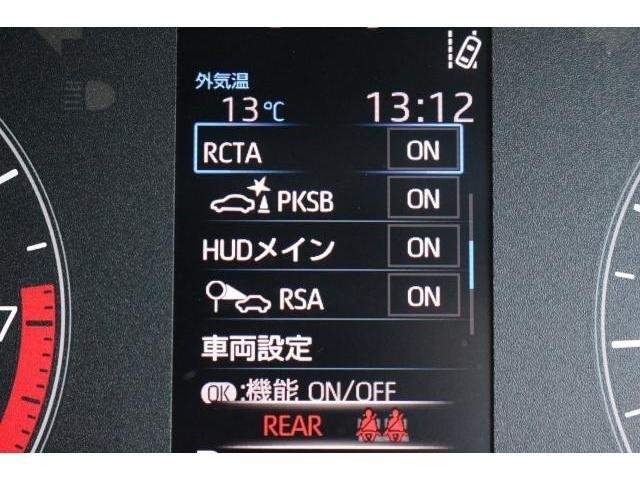 外気温
13℃ 13:12
RCTA ON
PKSB ON
HUDメイン ON
RSA ON
車両設定
OK:機能 ON/OFF
REAR
7